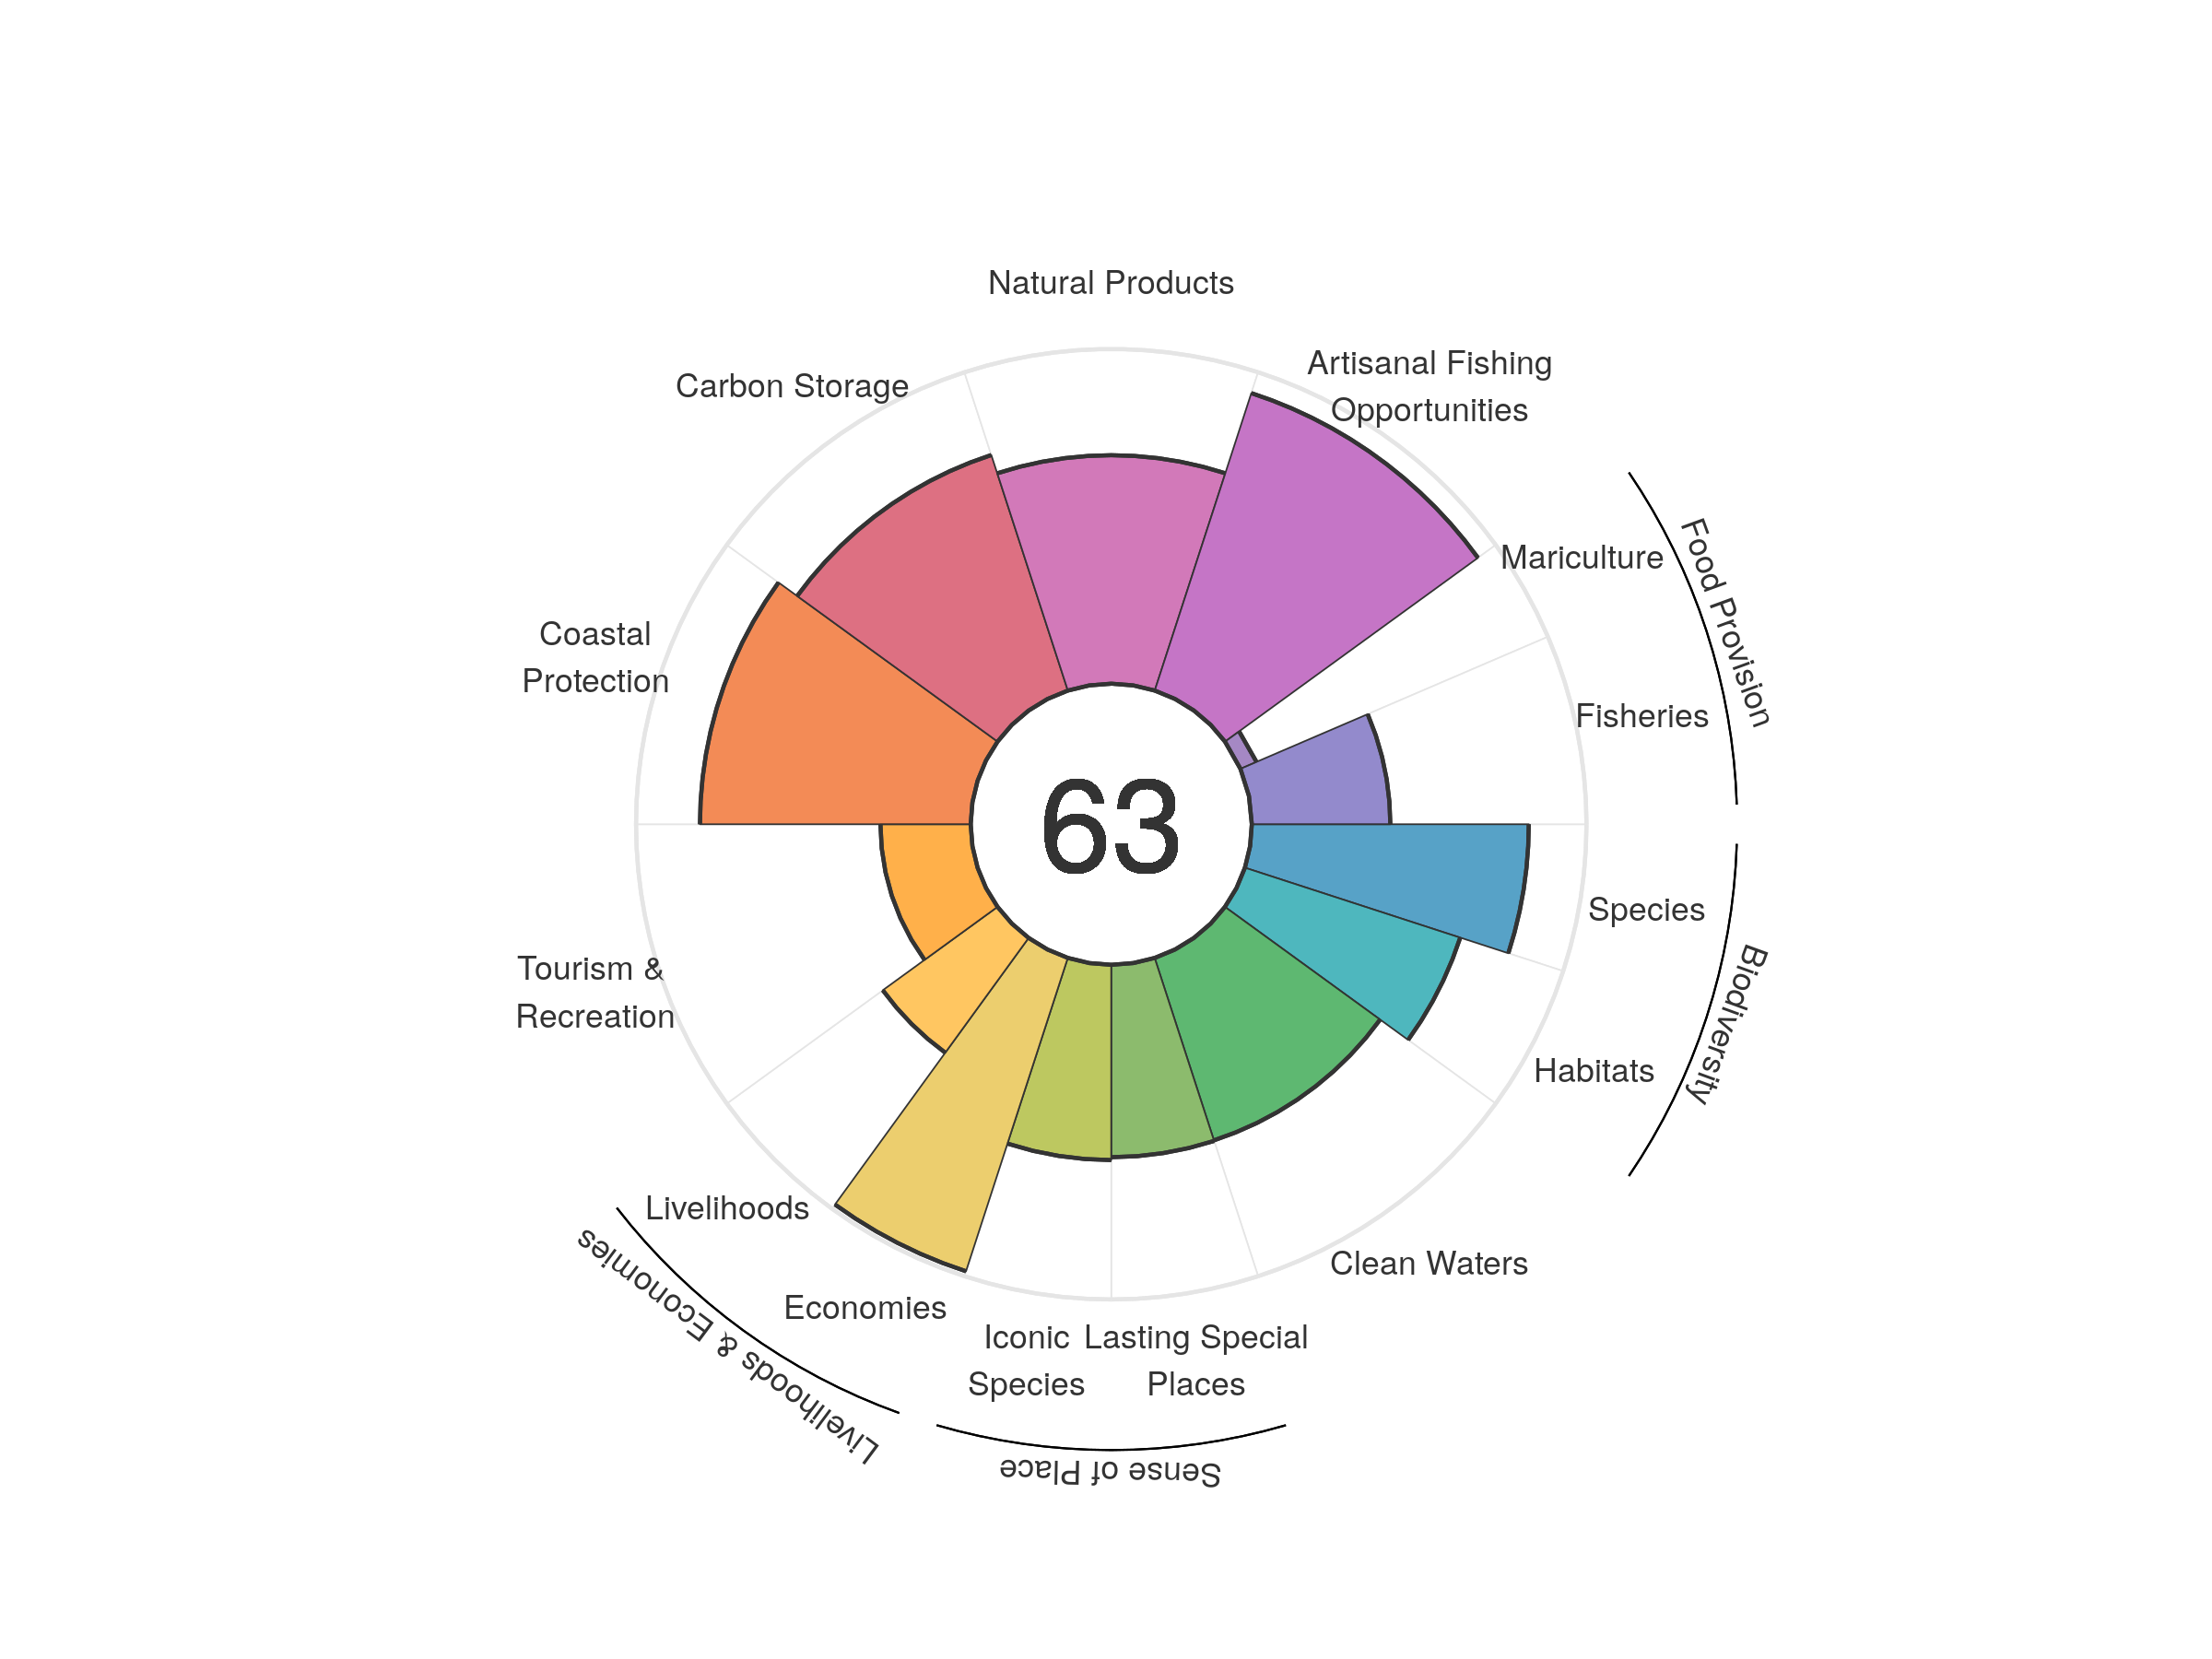 Natural Products
Artisanal Fishing
Opportunities
Carbon Storage
Mariculture
Food Provision
Coastal
Protection
Fisheries
63
Species
Biodiversity
Tourism &
Recreation
Habitats
Livelihoods
Clean Waters
Economies
Livelihoods & Economies
Iconic
Species
Lasting Special
Places
Sense of Place